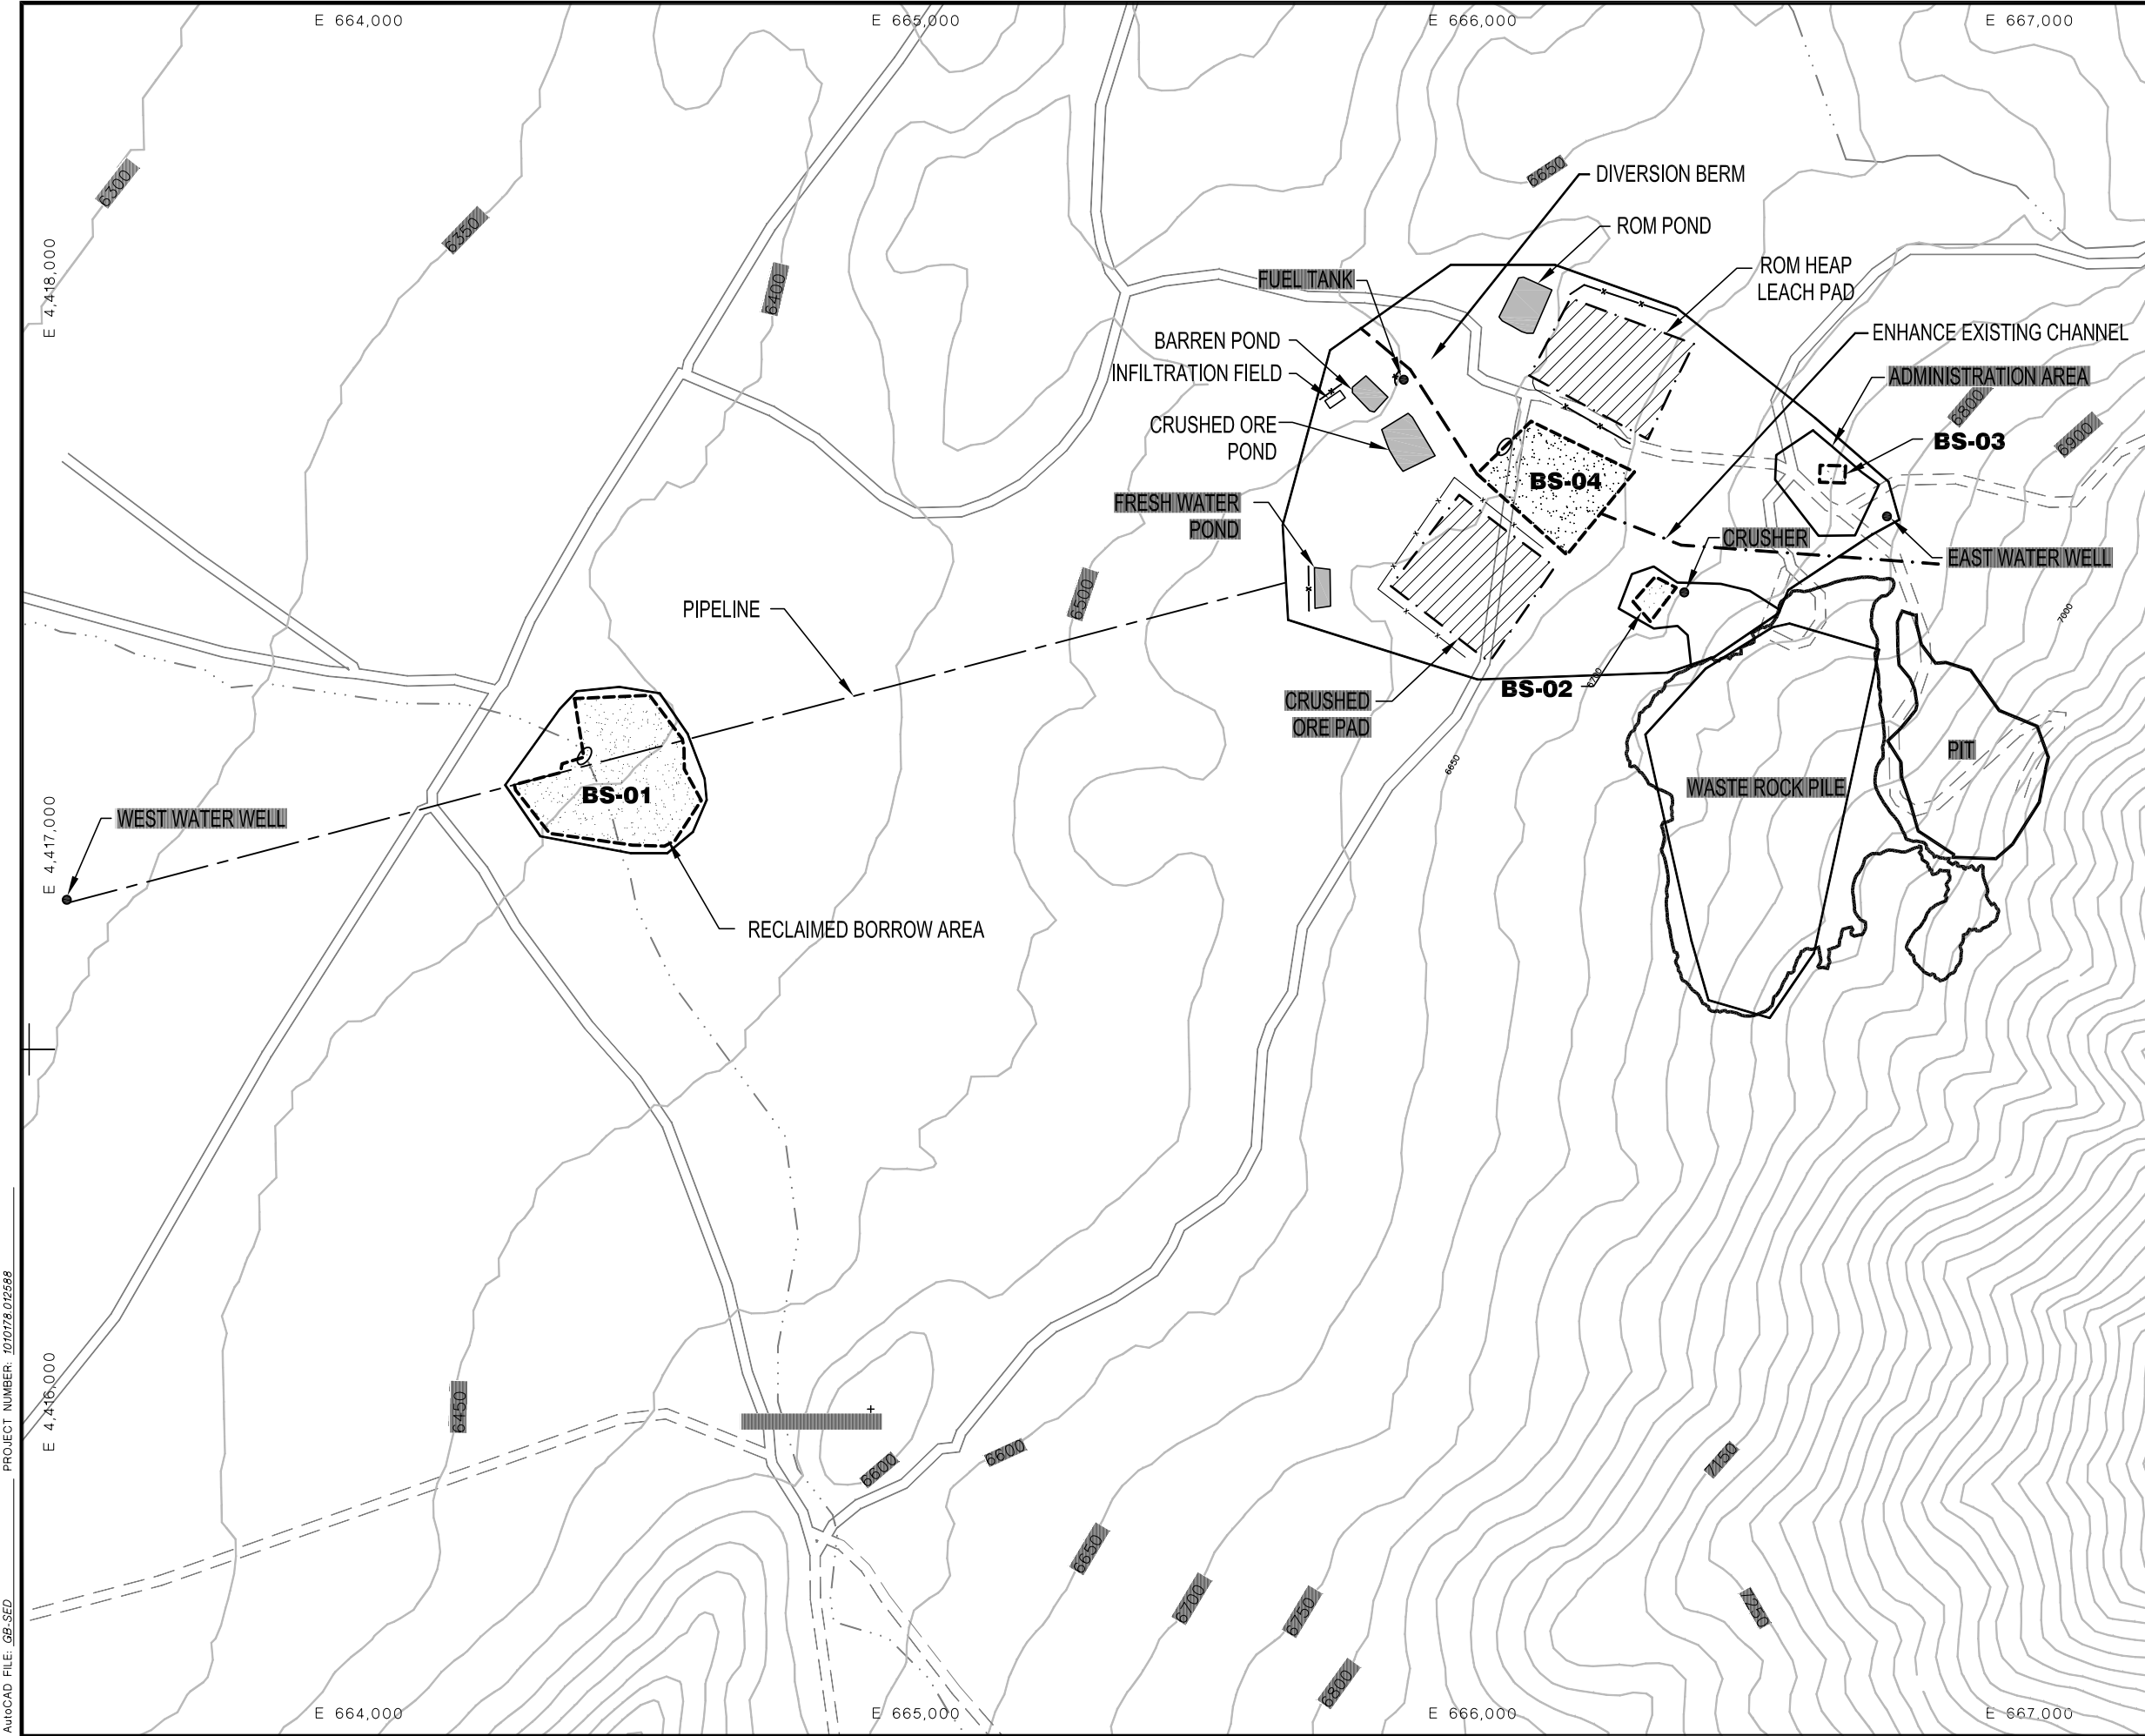 E 664,000
E 665,000
E 666,000
E 667,000
6300
6350
6400
6650
DIVERSION BERM
ROM POND
ROM HEAP
LEACH PAD
FUEL TANK
BARREN POND
INFILTRATION FIELD
CRUSHED ORE
POND
ENHANCE EXISTING CHANNEL
ADMINISTRATION AREA
6800
6900
BS-03
BS-04
E 4,418,000
FRESH WATER
POND
CRUSHER
EAST WATER WELL
6500
PIPELINE
7000
CRUSHED
ORE PAD
BS-02
6700
PIT
6650
WASTE ROCK PILE
BS-01
WEST WATER WELL
E 4,417,000
RECLAIMED BORROW AREA
E 4,416,000
6450
6600
6600
7150
6650
6700
6750
7250
6800
E 664,000
E 665,000
E 666,000
E 667,000
AutoCAD FILE: GB-SED
PROJECT NUMBER: 1010178.012588